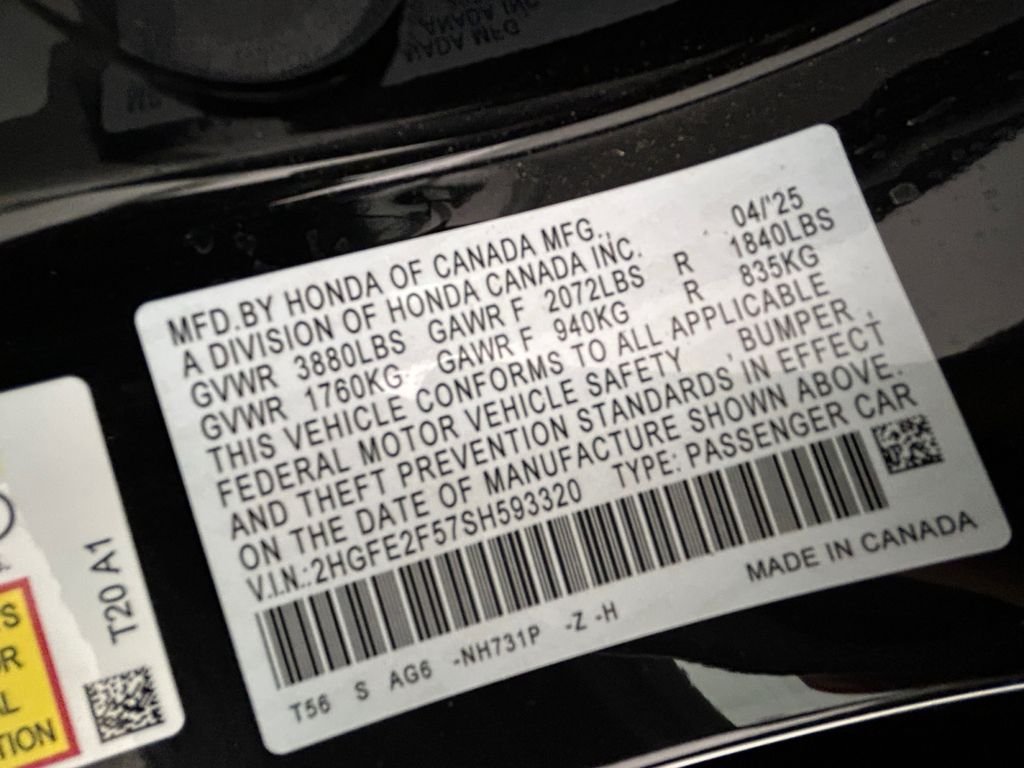 MFD.BY HONDA OF CANADA MFG., 04/'25
A DIVISION OF HONDA CANADA INC.
GVWR 3880LBS GAWR F 2072LBS R 1840LBS
GVWR 1760KG GAWR F 940KG R 835KG
THIS VEHICLE CONFORMS TO ALL APPLICABLE
FEDERAL MOTOR VEHICLE SAFETY , BUMPER ,
AND THEFT PREVENTION STANDARDS IN EFFECT
ON THE DATE OF MANUFACTURE SHOWN ABOVE.
V.I.N.:2HGFE2F57SH593320 TYPE: PASSENGER CAR
MADE IN CANADA
T56 S AG6 -NH731P -Z -H
T20 A1